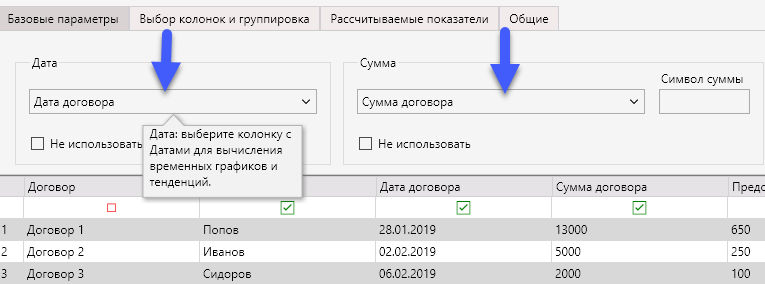 Базовые параметры Выбор колонок и группировка Рассчитываемые показатели Общие
Дата Сумма
Символ суммы
Дата договора Сумма договора
Не использовать Не использовать
Дата: выберите колонку с
Датами для вычисления
временных графиков и
тенденций.
Договор Дата договора Сумма договора Предо
1 Договор 1 Попов 28.01.2019 13000 650
2 Договор 2 Иванов 02.02.2019 5000 250
3 Договор 3 Сидоров 06.02.2019 2000 100